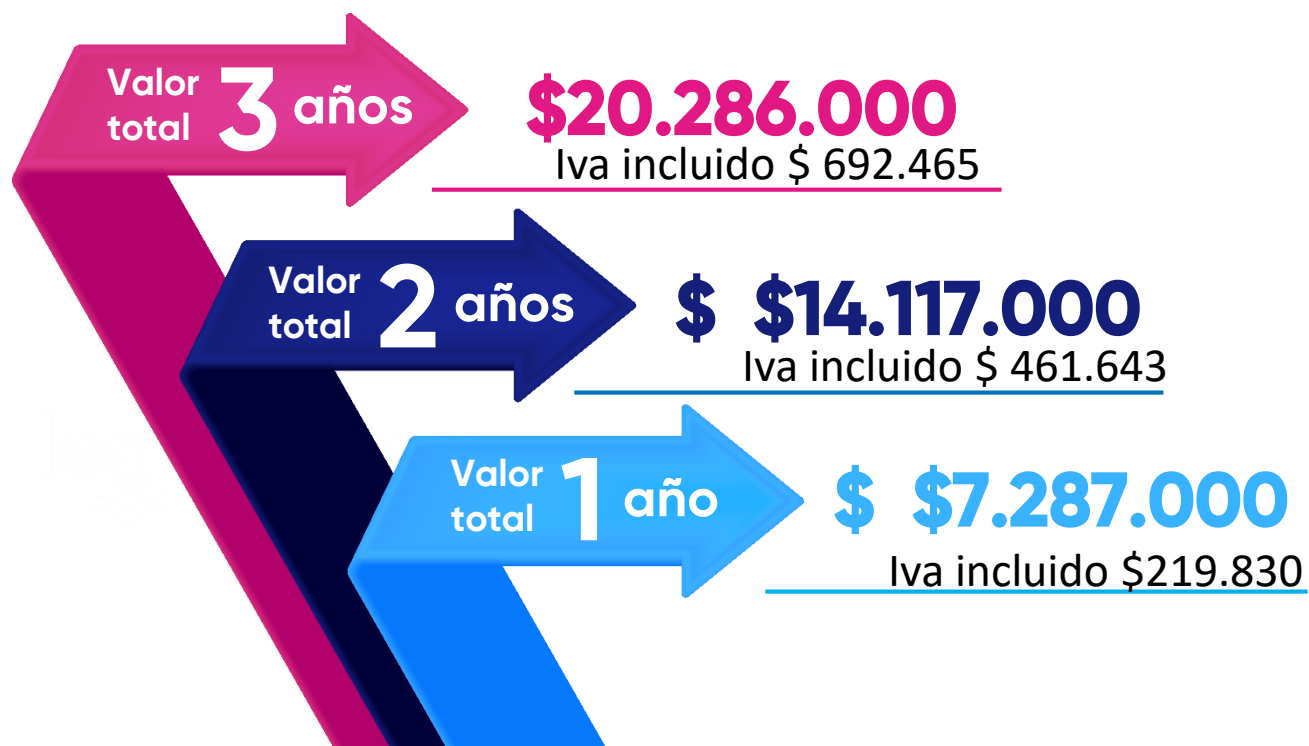 Valor total 3 años
$20.286.000
Iva incluido $ 692.465
Valor total 2 años
$ $14.117.000
Iva incluido $ 461.643
Valor total 1 año
$ $7.287.000
Iva incluido $219.830